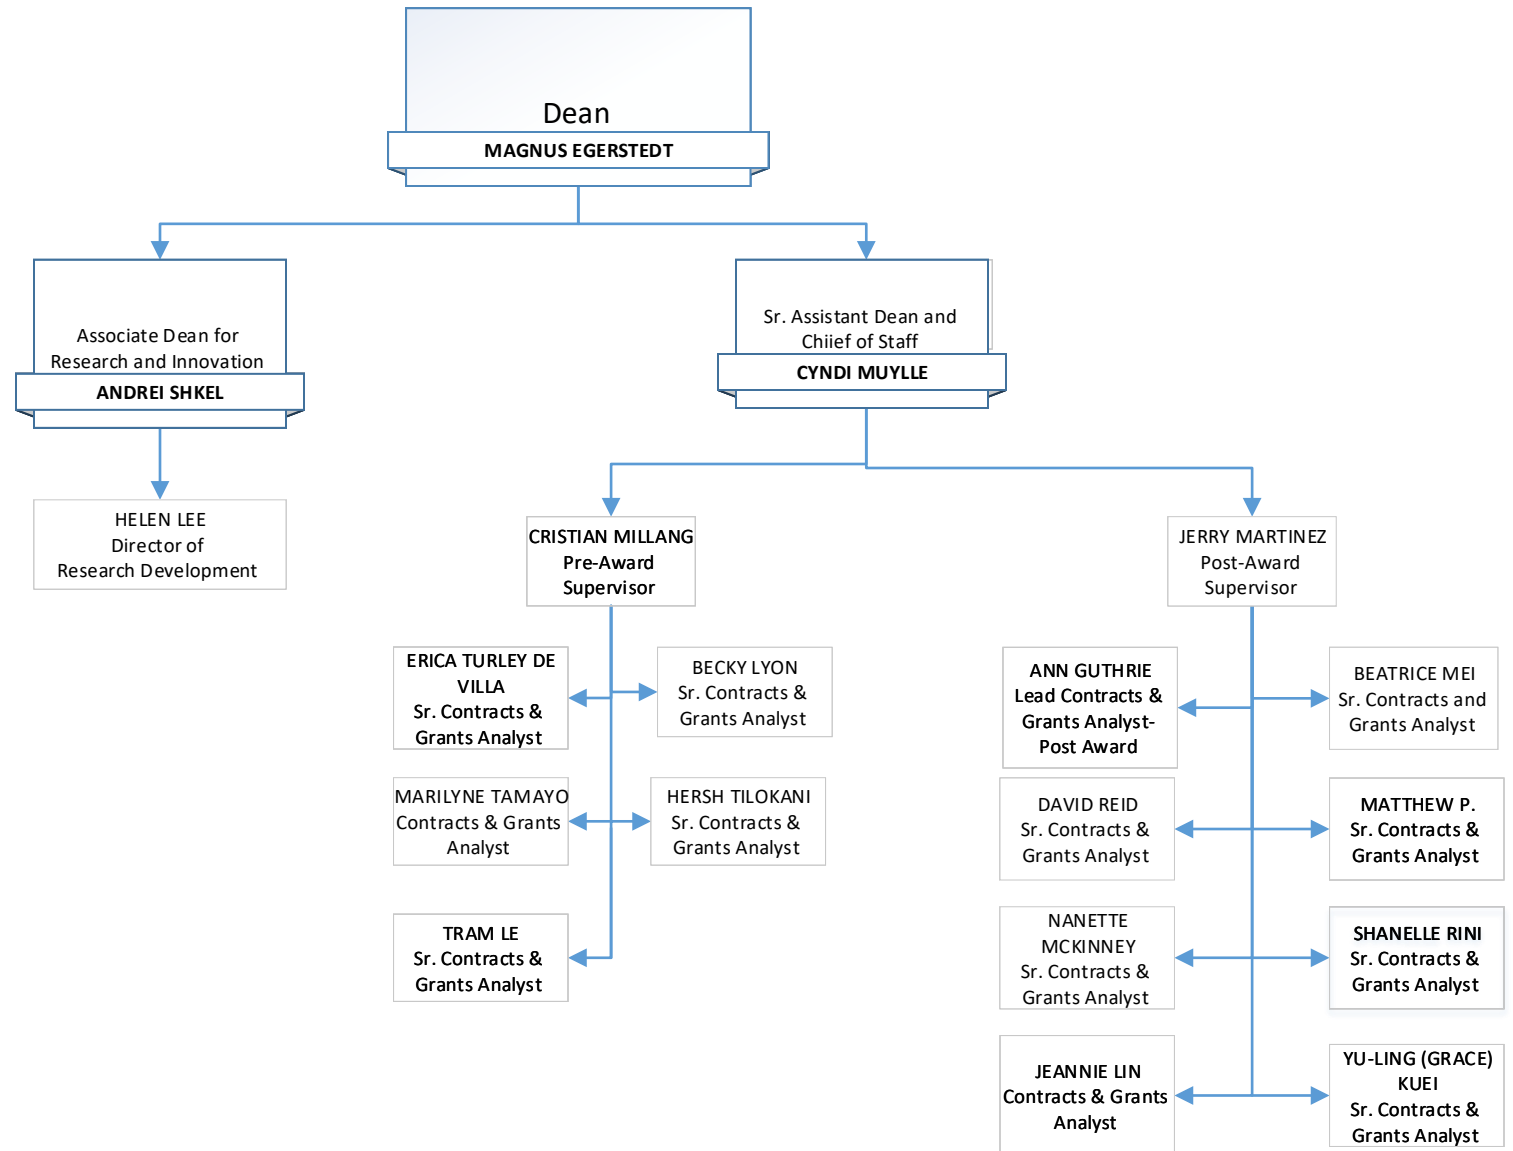 Dean
MAGNUS EGERSTEDT
Associate Dean for
Research and Innovation
ANDREI SHKEL
Sr. Assistant Dean and
Chiief of Staff
CYNDI MUYLLE
HELEN LEE
Director of
Research Development
CRISTIAN MILLANG
Pre-Award
Supervisor
JERRY MARTINEZ
Post-Award
Supervisor
ERICA TURLEY DE
VILLA
Sr. Contracts &
Grants Analyst
BECKY LYON
Sr. Contracts &
Grants Analyst
MARILYNE TAMAYO
Contracts & Grants
Analyst
HERSH TILOKANI
Sr. Contracts &
Grants Analyst
TRAM LE
Sr. Contracts &
Grants Analyst
ANN GUTHRIE
Lead Contracts &
Grants Analyst-
Post Award
BEATRICE MEI
Sr. Contracts and
Grants Analyst
DAVID REID
Sr. Contracts &
Grants Analyst
MATTHEW P.
Sr. Contracts &
Grants Analyst
NANETTE
MCKINNEY
Sr. Contracts &
Grants Analyst
SHANELLE RINI
Sr. Contracts &
Grants Analyst
JEANNIE LIN
Contracts & Grants
Analyst
YU-LING (GRACE)
KUEI
Sr. Contracts &
Grants Analyst